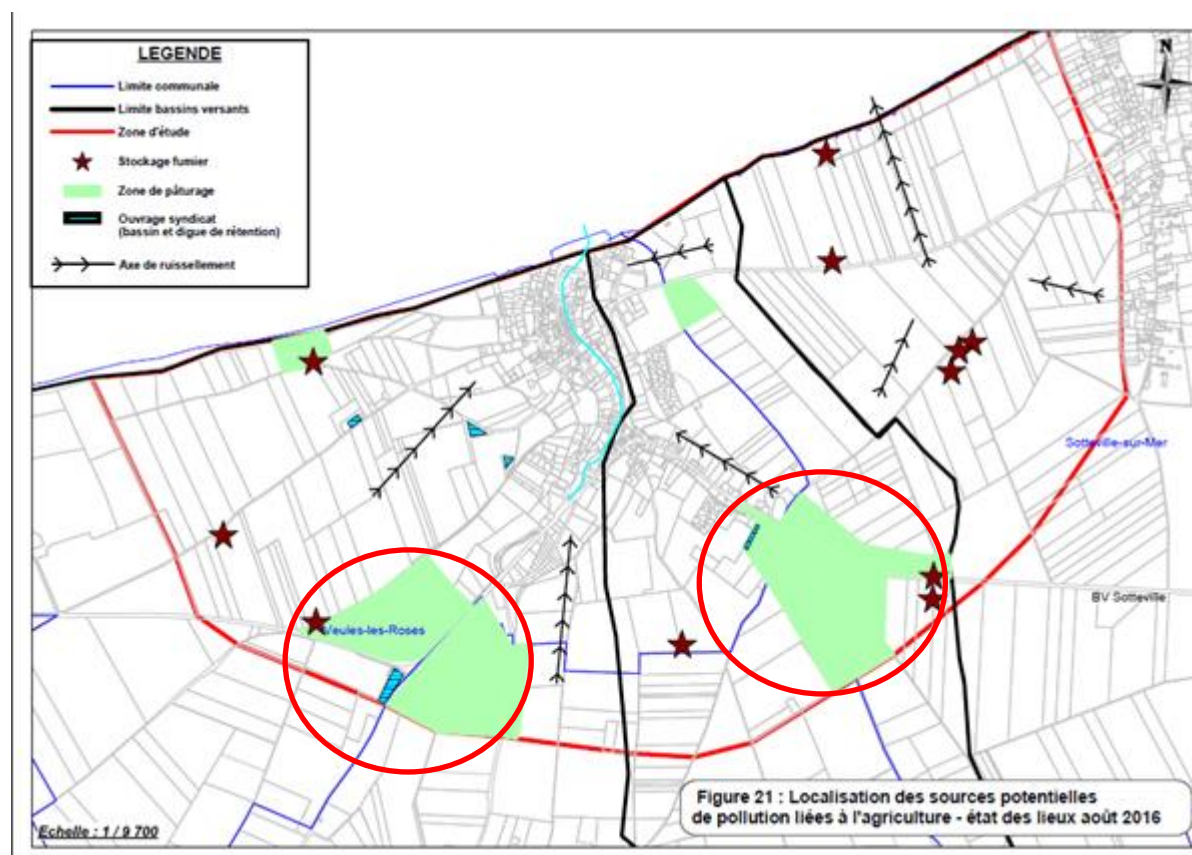 LEGENDE
Limite communale
Limite bassins versants
Zone d'étude
Stockage fumier
Zone de pâturage
Ouvrage syndicat
(bassin et digue de rétention)
Axe de ruissellement
N
Sotteville-sur-Mer
BV Sotteville
Veules-les-Roses
Figure 21 : Localisation des sources potentielles
de pollution liées à l'agriculture - état des lieux août 2016
Echelle : 1 / 9 700